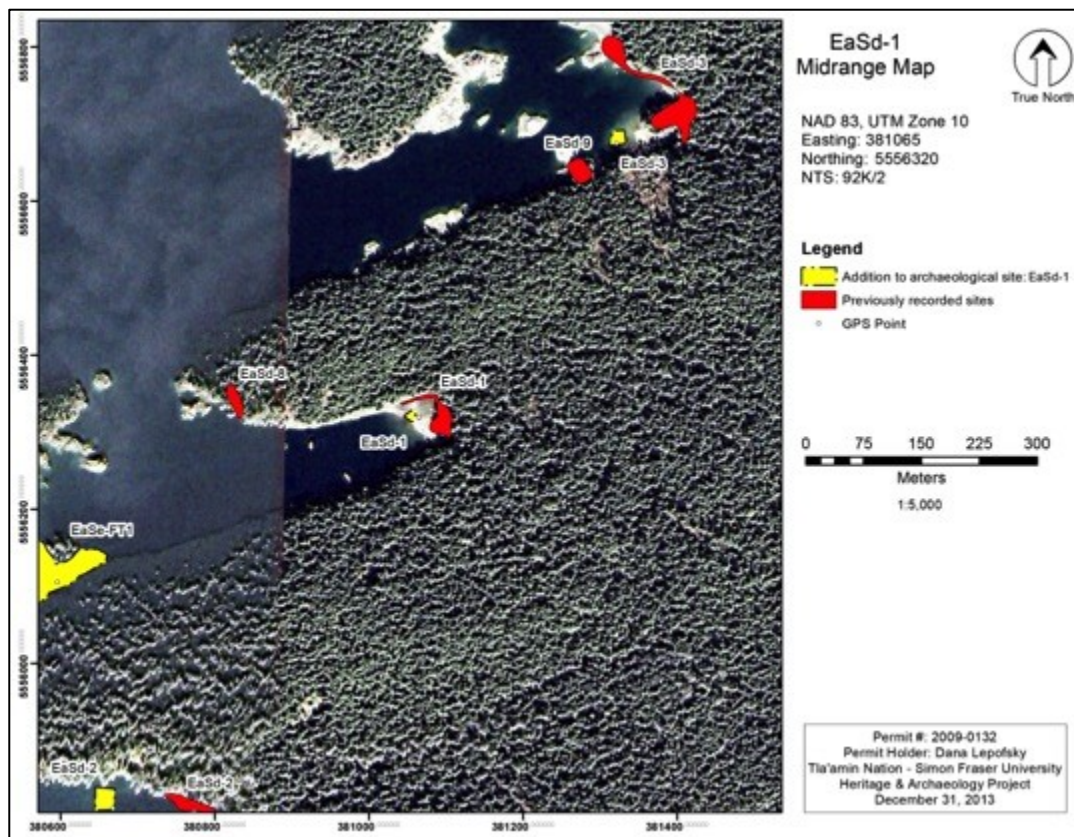 EaSd-1
Midrange Map
True North
NAD 83, UTM Zone 10
Easting: 381065
Northing: 5556320
NTS: 92K/2
Legend
Addition to archaeological site: EaSd-1
Previously recorded sites
GPS Point
0 75 150 225 300
Meters
1:5,000
Permit #: 2009-0132
Permit Holder: Dana Lepofsky
Tla'amin Nation - Simon Fraser University
Heritage & Archaeology Project
December 31, 2013
EaSd-3
EaSd-9
EaSd-3
EaSd-8
EaSd-1
EaSd-1
EaSe-FT1
EaSd-2
EaSd-2
5556800
5556600
5556400
5556200
5556000
380600
380800
381000
381200
381400